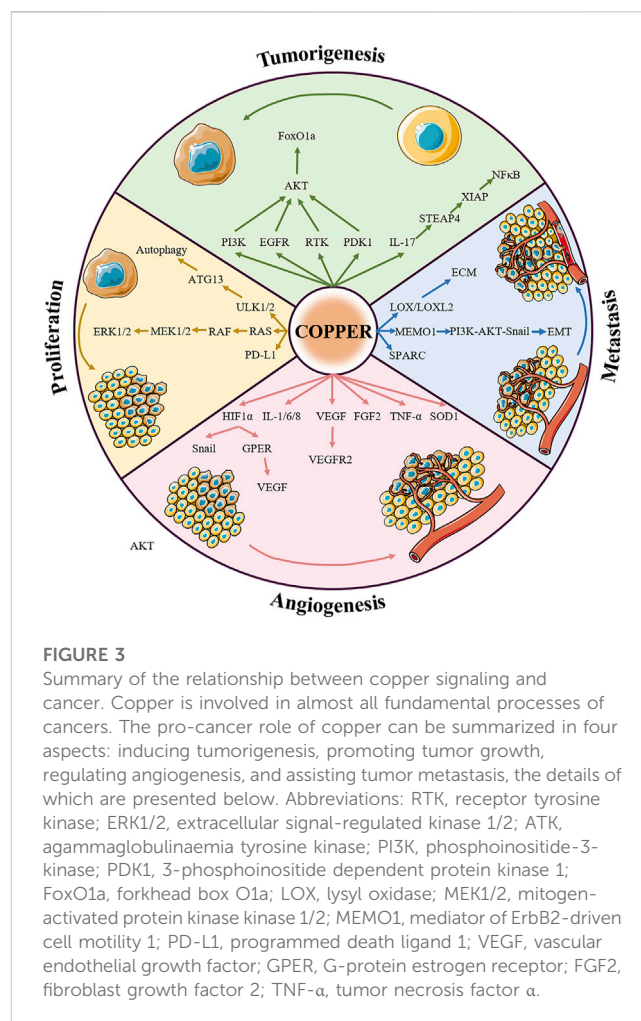 Tumorigenesis
FoxO1a
AKT
PI3K EGFR RTK PDK1 IL-17
STEAP4
XIAP
NFκB
Proliferation
Autophagy
ATG13
ULK1/2
ERK1/2 MEK1/2 RAF RAS
PD-L1
COPPER
Metastasis
ECM
LOX/LOXL2
MEMO1 PI3K-AKT-Snail EMT
SPARC
HIF1α IL-1/6/8 VEGF FGF2 TNF-α SOD1
Snail GPER VEGFR2
VEGF
AKT
Angiogenesis
FIGURE 3
Summary of the relationship between copper signaling and
cancer. Copper is involved in almost all fundamental processes of
cancers. The pro-cancer role of copper can be summarized in four
aspects: inducing tumorigenesis, promoting tumor growth,
regulating angiogenesis, and assisting tumor metastasis, the details of
which are presented below. Abbreviations: RTK, receptor tyrosine
kinase; ERK1/2, extracellular signal-regulated kinase 1/2; ATK,
agammaglobulinaemia tyrosine kinase; PI3K, phosphoinositide-3-
kinase; PDK1, 3-phosphoinositide dependent protein kinase 1;
FoxO1a, forkhead box O1a; LOX, lysyl oxidase; MEK1/2, mitogen-
activated protein kinase kinase 1/2; MEMO1, mediator of ErbB2-driven
cell motility 1; PD-L1, programmed death ligand 1; VEGF, vascular
endothelial growth factor; GPER, G-protein estrogen receptor; FGF2,
fibroblast growth factor 2; TNF-α, tumor necrosis factor α.